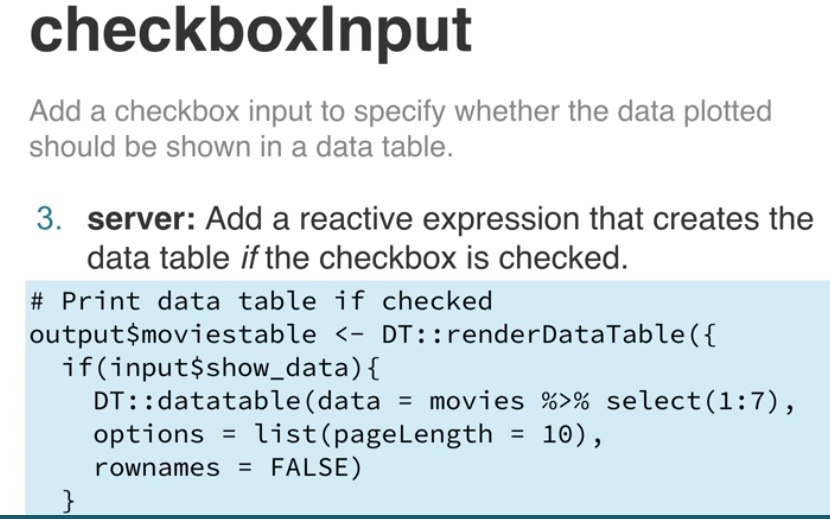 checkboxInput
Add a checkbox input to specify whether the data plotted
should be shown in a data table.
3. server: Add a reactive expression that creates the
data table if the checkbox is checked.
# Print data table if checked
output$moviestable <- DT::renderDataTable({
  if(input$show_data){
    DT::datatable(data = movies %>% select(1:7),
    options = list(pageLength = 10),
    rownames = FALSE)
  }